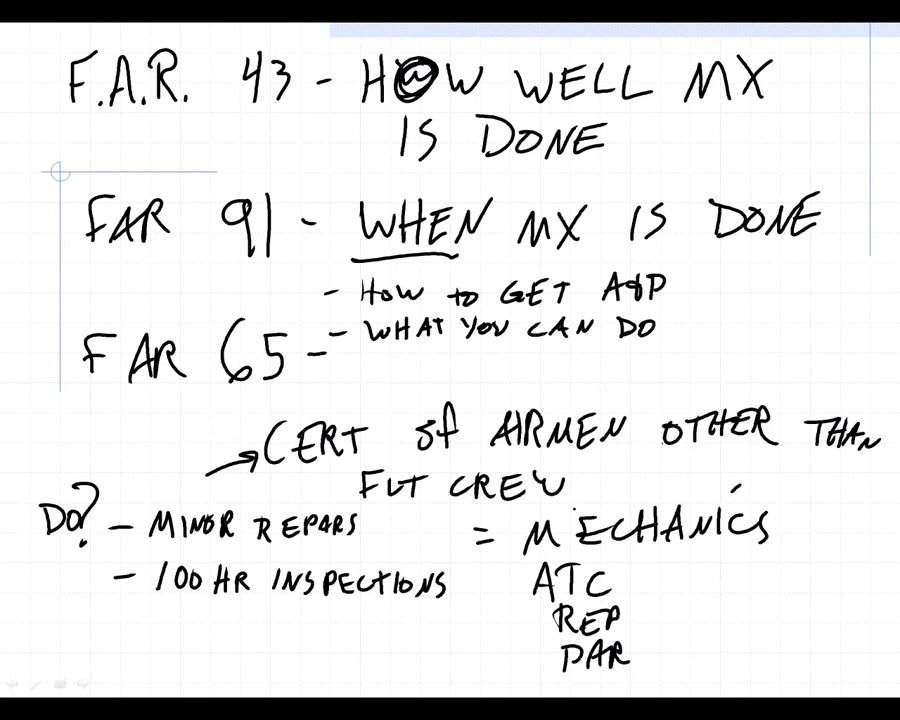 F.A.R. 43 - HOW WELL MX
IS DONE
FAR 91 - WHEN MX IS DONE
- HOW to GET A&P
- WHAT YOU CAN DO
FAR 65 -
CERT of AIRMEN OTHER THAN
FLT CREW
DO? - MINOR REPARS
- 100 HR INSPECTIONS
= MECHANICS
ATC
REP
PAR